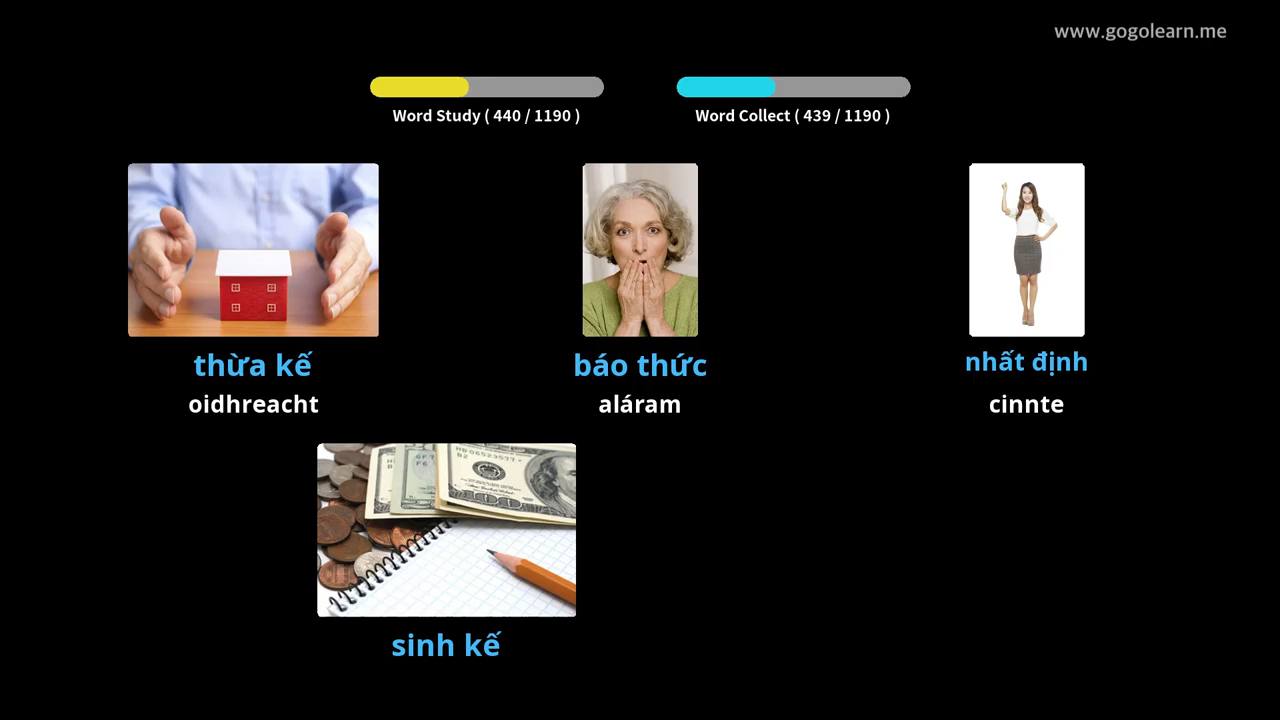 www.gogolearn.me
Word Study ( 440 / 1190 )
Word Collect ( 439 / 1190 )
thừa kế
oidhreacht
báo thức
aláram
nhất định
cinnte
sinh kế